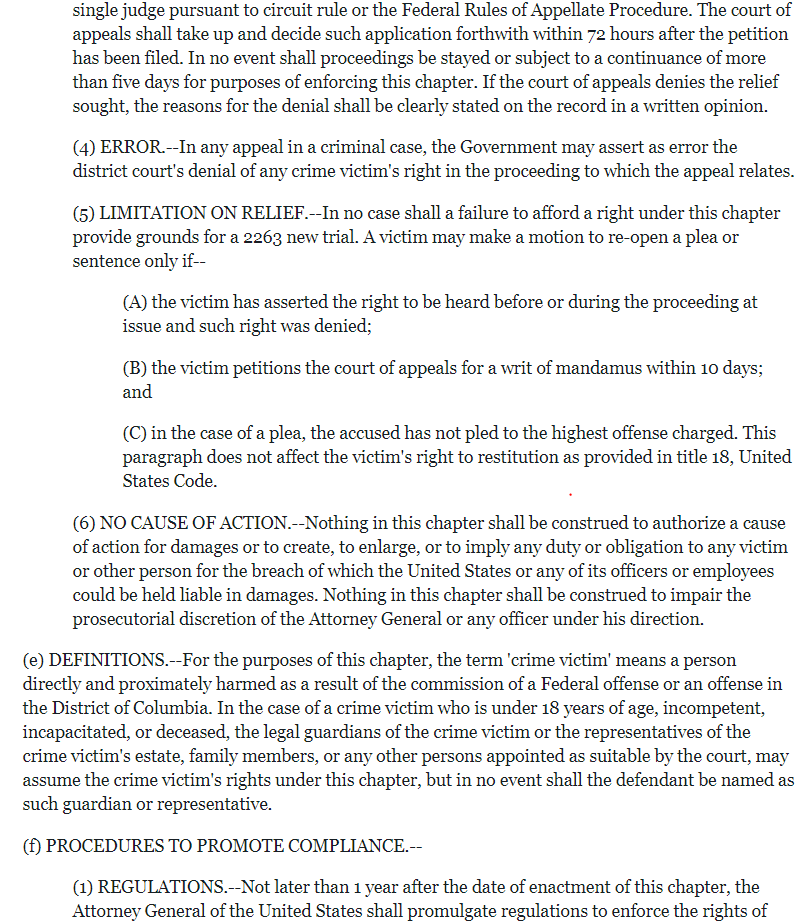 single judge pursuant to circuit rule or the Federal Rules of Appellate Procedure. The court of
appeals shall take up and decide such application forthwith within 72 hours after the petition
has been filed. In no event shall proceedings be stayed or subject to a continuance of more
than five days for purposes of enforcing this chapter. If the court of appeals denies the relief
sought, the reasons for the denial shall be clearly stated on the record in a written opinion.
(4) ERROR.--In any appeal in a criminal case, the Government may assert as error the
district court's denial of any crime victim's right in the proceeding to which the appeal relates.
(5) LIMITATION ON RELIEF.--In no case shall a failure to afford a right under this chapter
provide grounds for a 2263 new trial. A victim may make a motion to re-open a plea or
sentence only if--
(A) the victim has asserted the right to be heard before or during the proceeding at
issue and such right was denied;
(B) the victim petitions the court of appeals for a writ of mandamus within 10 days;
and
(C) in the case of a plea, the accused has not pled to the highest offense charged. This
paragraph does not affect the victim's right to restitution as provided in title 18, United
States Code.
(6) NO CAUSE OF ACTION.--Nothing in this chapter shall be construed to authorize a cause
of action for damages or to create, to enlarge, or to imply any duty or obligation to any victim
or other person for the breach of which the United States or any of its officers or employees
could be held liable in damages. Nothing in this chapter shall be construed to impair the
prosecutorial discretion of the Attorney General or any officer under his direction.
(e) DEFINITIONS.--For the purposes of this chapter, the term 'crime victim' means a person
directly and proximately harmed as a result of the commission of a Federal offense or an offense in
the District of Columbia. In the case of a crime victim who is under 18 years of age, incompetent,
incapacitated, or deceased, the legal guardians of the crime victim or the representatives of the
crime victim's estate, family members, or any other persons appointed as suitable by the court, may
assume the crime victim's rights under this chapter, but in no event shall the defendant be named as
such guardian or representative.
(f) PROCEDURES TO PROMOTE COMPLIANCE.--
(1) REGULATIONS.--Not later than 1 year after the date of enactment of this chapter, the
Attorney General of the United States shall promulgate regulations to enforce the rights of